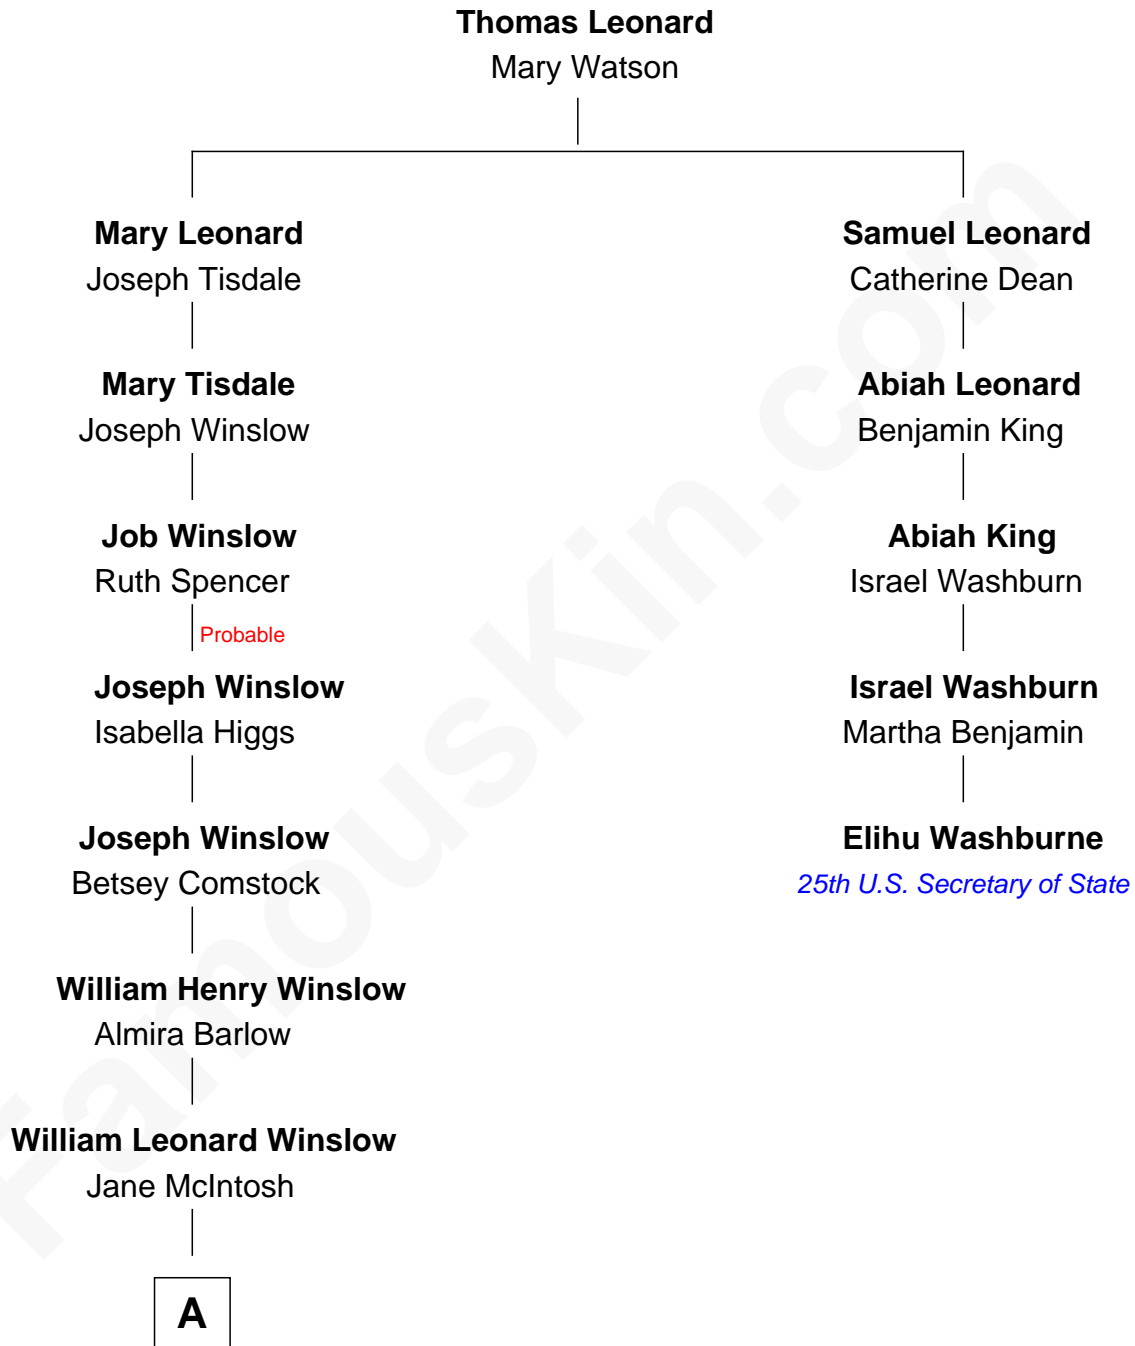 Thomas Leonard
Mary Watson
Mary Leonard
Joseph Tisdale
Mary Tisdale
Joseph Winslow
Job Winslow
Ruth Spencer
Probable
Joseph Winslow
Isabella Higgs
Joseph Winslow
Betsey Comstock
William Henry Winslow
Almira Barlow
William Leonard Winslow
Jane McIntosh
A
Samuel Leonard
Catherine Dean
Abiah Leonard
Benjamin King
Abiah King
Israel Washburn
Israel Washburn
Martha Benjamin
Elihu Washburne
25th U.S. Secretary of State
FamousKin.com